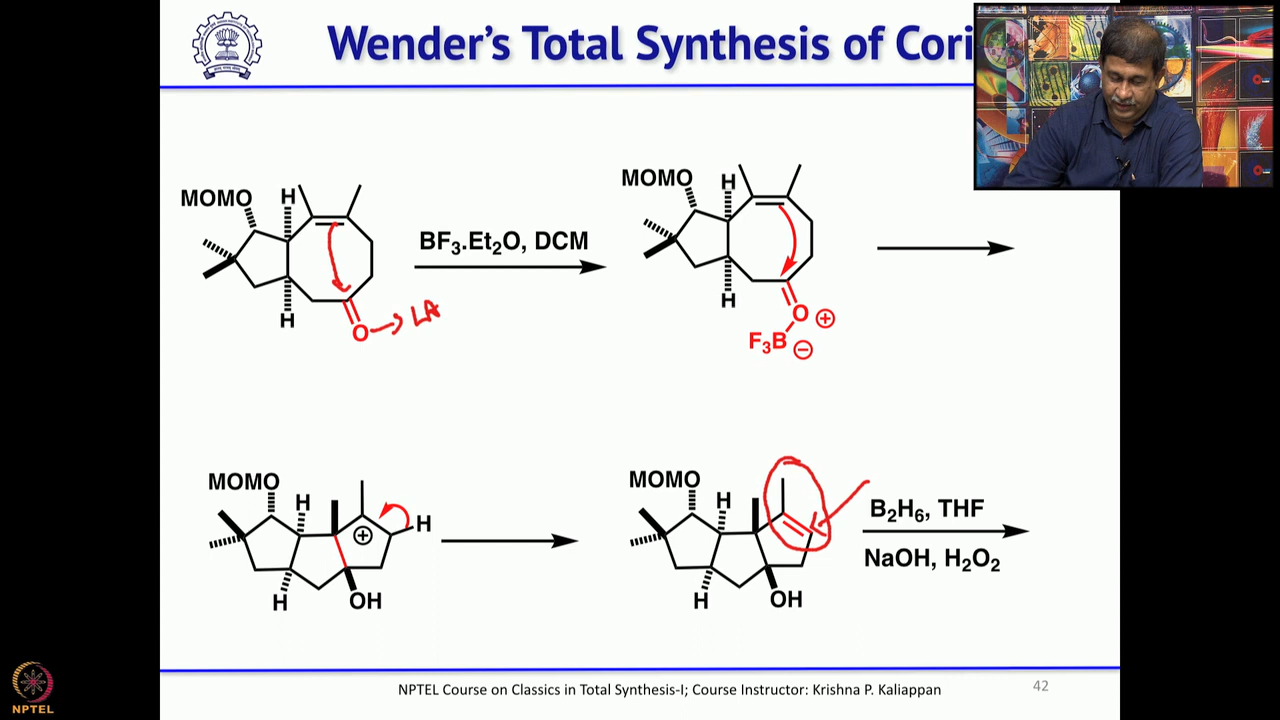 Wender's Total Synthesis of Cori
MOMO
H
H
O
LA
BF₃.Et₂O, DCM
MOMO
H
H
O
⊕
F₃B
⊖
MOMO
H
⊕
H
H
OH
MOMO
H
H
OH
B₂H₆, THF
NaOH, H₂O₂
NPTEL Course on Classics in Total Synthesis-I; Course Instructor: Krishna P. Kaliappan
42
NPTEL